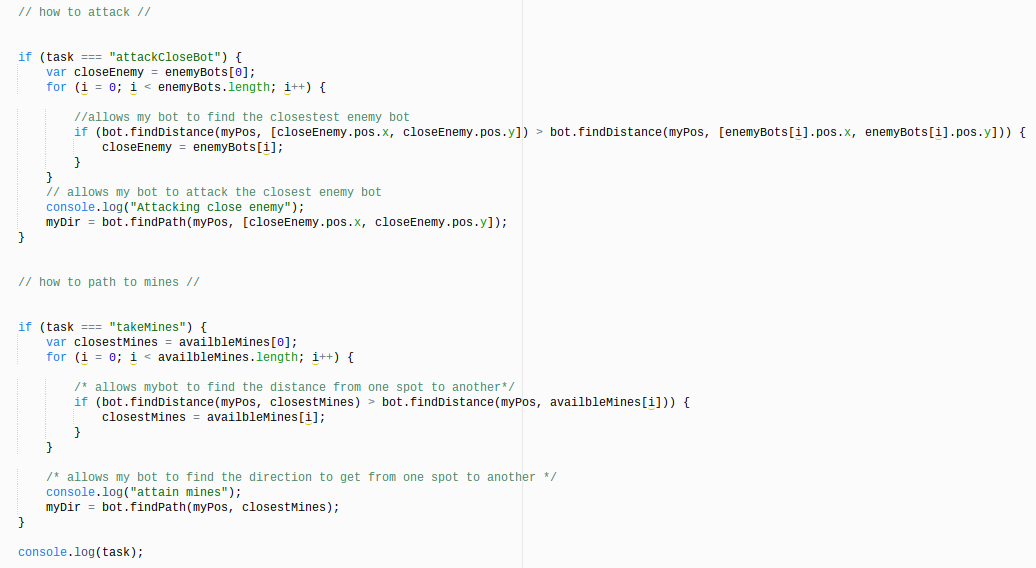 // how to attack //
if (task === "attackCloseBot") {
    var closeEnemy = enemyBots[0];
    for (i = 0; i < enemyBots.length; i++) {
        //allows my bot to find the closestest enemy bot
        if (bot.findDistance(myPos, [closeEnemy.pos.x, closeEnemy.pos.y]) > bot.findDistance(myPos, [enemyBots[i].pos.x, enemyBots[i].pos.y])) {
            closeEnemy = enemyBots[i];
        }
    }
    // allows my bot to attack the closest enemy bot
    console.log("Attacking close enemy");
    myDir = bot.findPath(myPos, [closeEnemy.pos.x, closeEnemy.pos.y]);
}
// how to path to mines //
if (task === "takeMines") {
    var closestMines = availbleMines[0];
    for (i = 0; i < availbleMines.length; i++) {
        /* allows mybot to find the distance from one spot to another*/
        if (bot.findDistance(myPos, closestMines) > bot.findDistance(myPos, availbleMines[i])) {
            closestMines = availbleMines[i];
        }
    }
    /* allows my bot to find the direction to get from one spot to another */
    console.log("attain mines");
    myDir = bot.findPath(myPos, closestMines);
}
console.log(task);